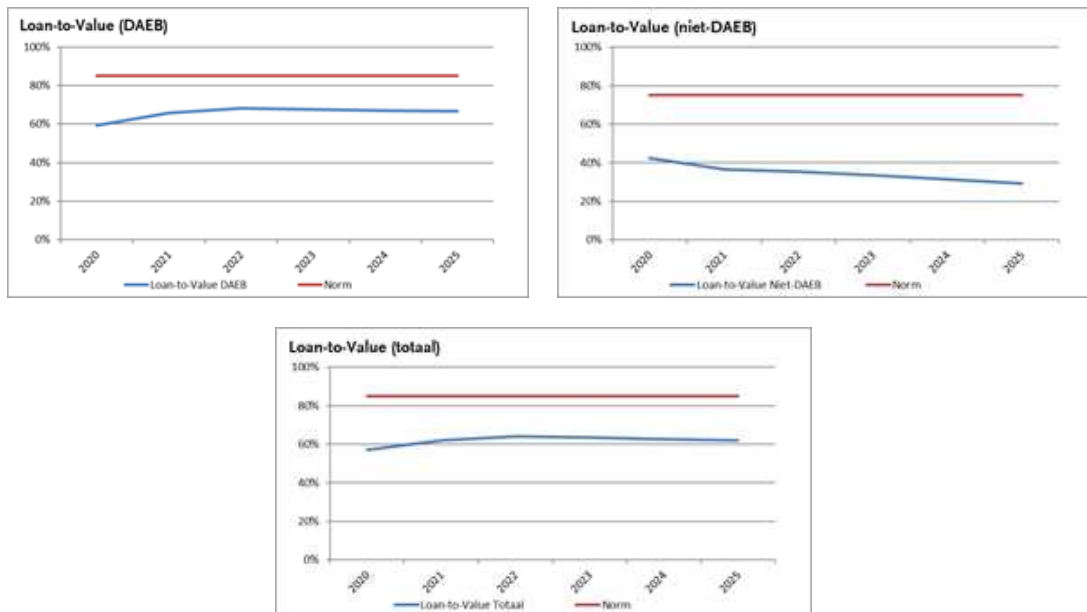 Loan-to-Value (DAEB)
100%
80%
60%
40%
20%
0%
2020 2021 2022 2023 2024 2025
Loan-to-Value DAEB Norm
Loan-to-Value (niet-DAEB)
100%
80%
60%
40%
20%
0%
2020 2021 2022 2023 2024 2025
Loan-to-Value Niet-DAEB Norm
Loan-to-Value (totaal)
100%
80%
60%
40%
20%
0%
2020 2021 2022 2023 2024 2025
Loan-to-Value Totaal Norm